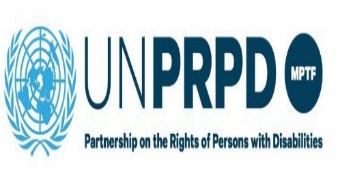 UNPRPD MPTF
Partnership on the Rights of Persons with Disabilities